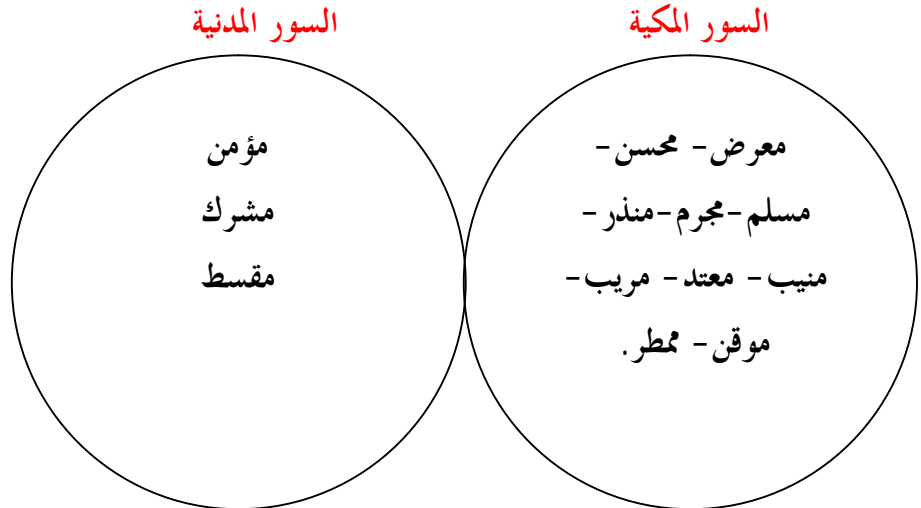 السور المكية
معرض- محسن-
مسلم-مجرم-منذر-
منيب- معتد- مريب-
موقن- ممطر.
السور المدنية
مؤمن
مشرك
مقسط